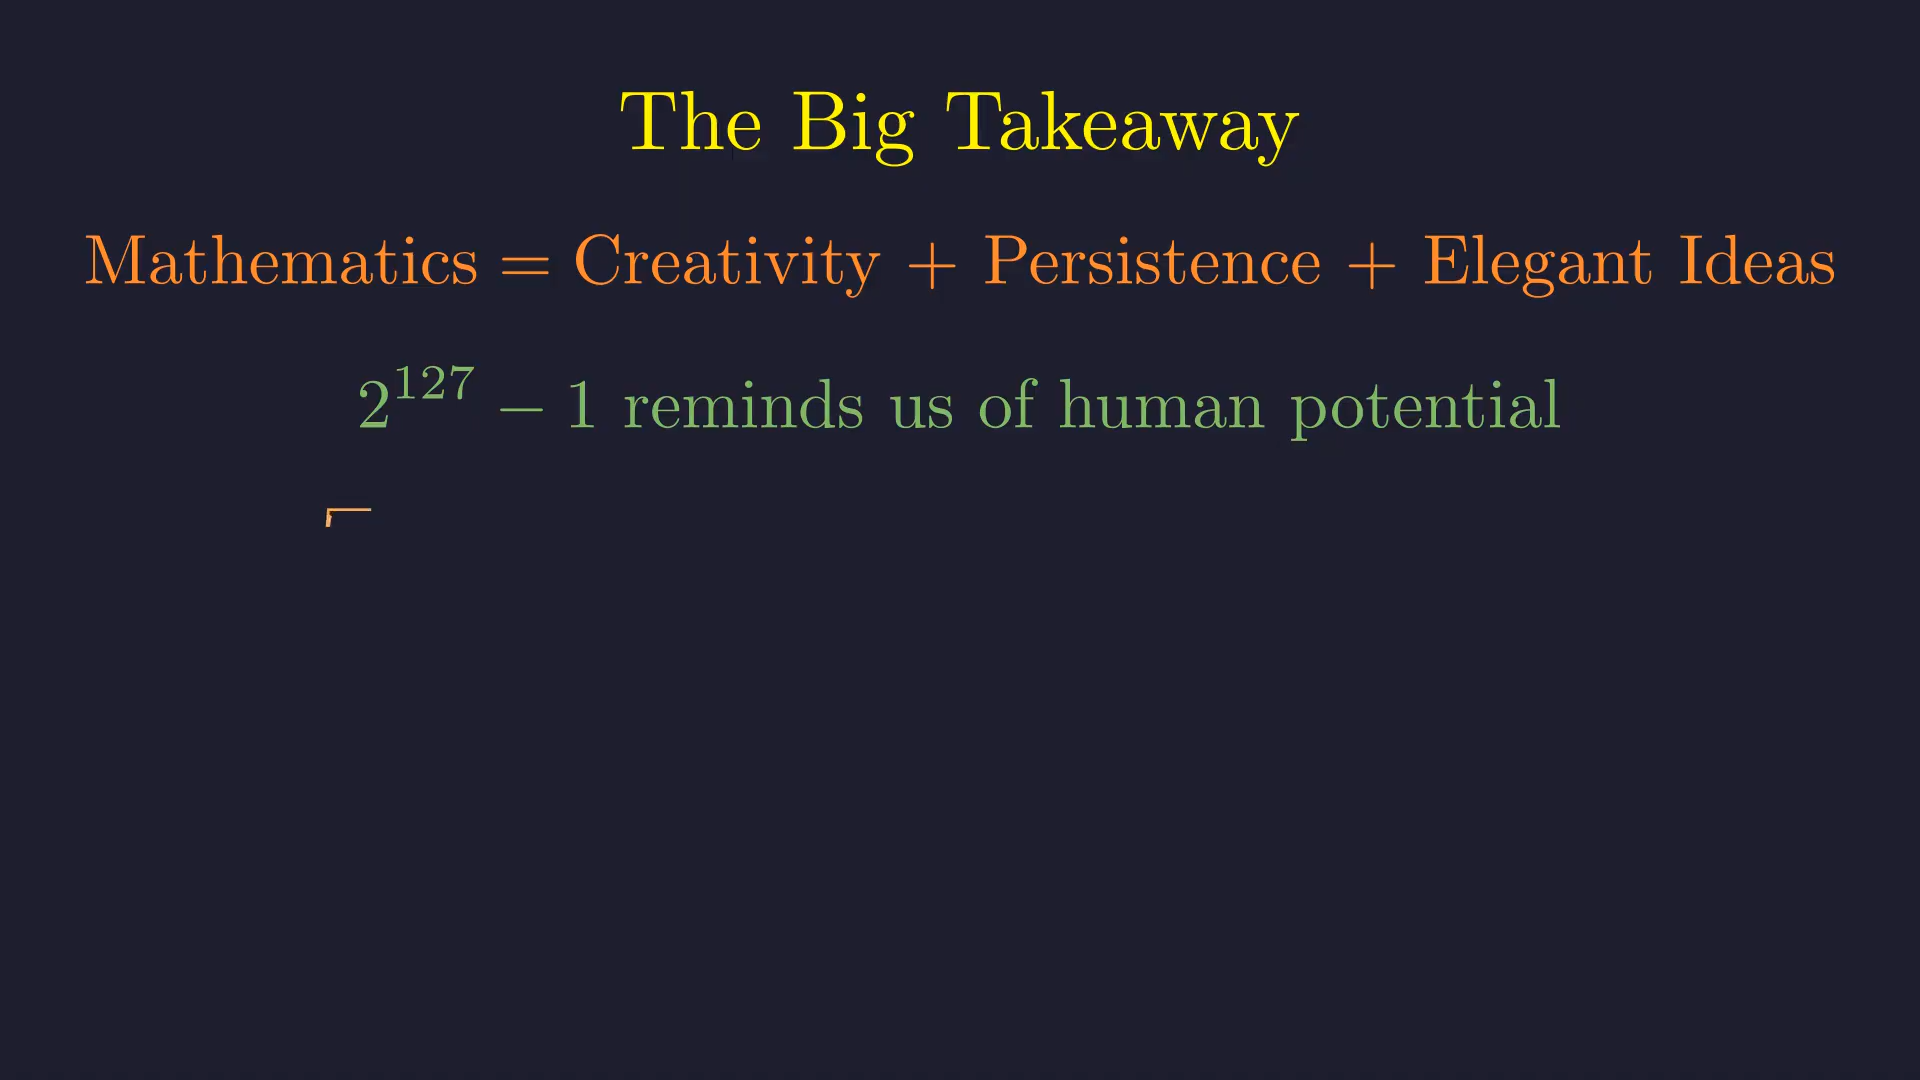 The Big Takeaway
Mathematics = Creativity + Persistence + Elegant Ideas
2^127 − 1 reminds us of human potential